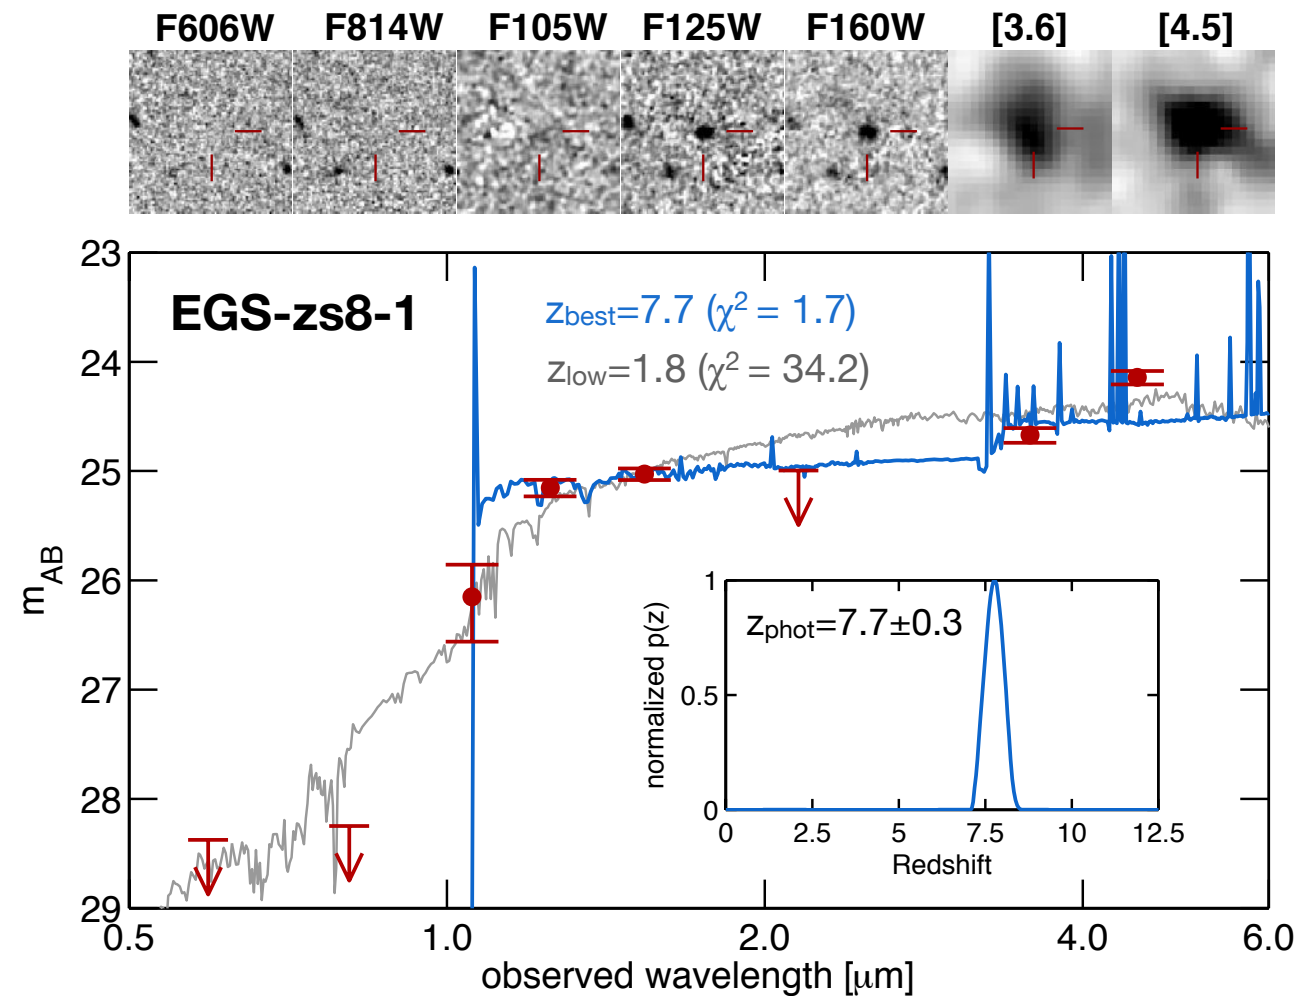 F606W F814W F105W F125W F160W [3.6] [4.5]
EGS-zs8-1
zbest=7.7 (χ² = 1.7)
zlow=1.8 (χ² = 34.2)
23
24
25
26
27
28
29
mAB
0.5 1.0 2.0 4.0 6.0
observed wavelength [μm]
zphot=7.7±0.3
1
0.5
0
normalized p(z)
0 2.5 5 7.5 10 12.5
Redshift